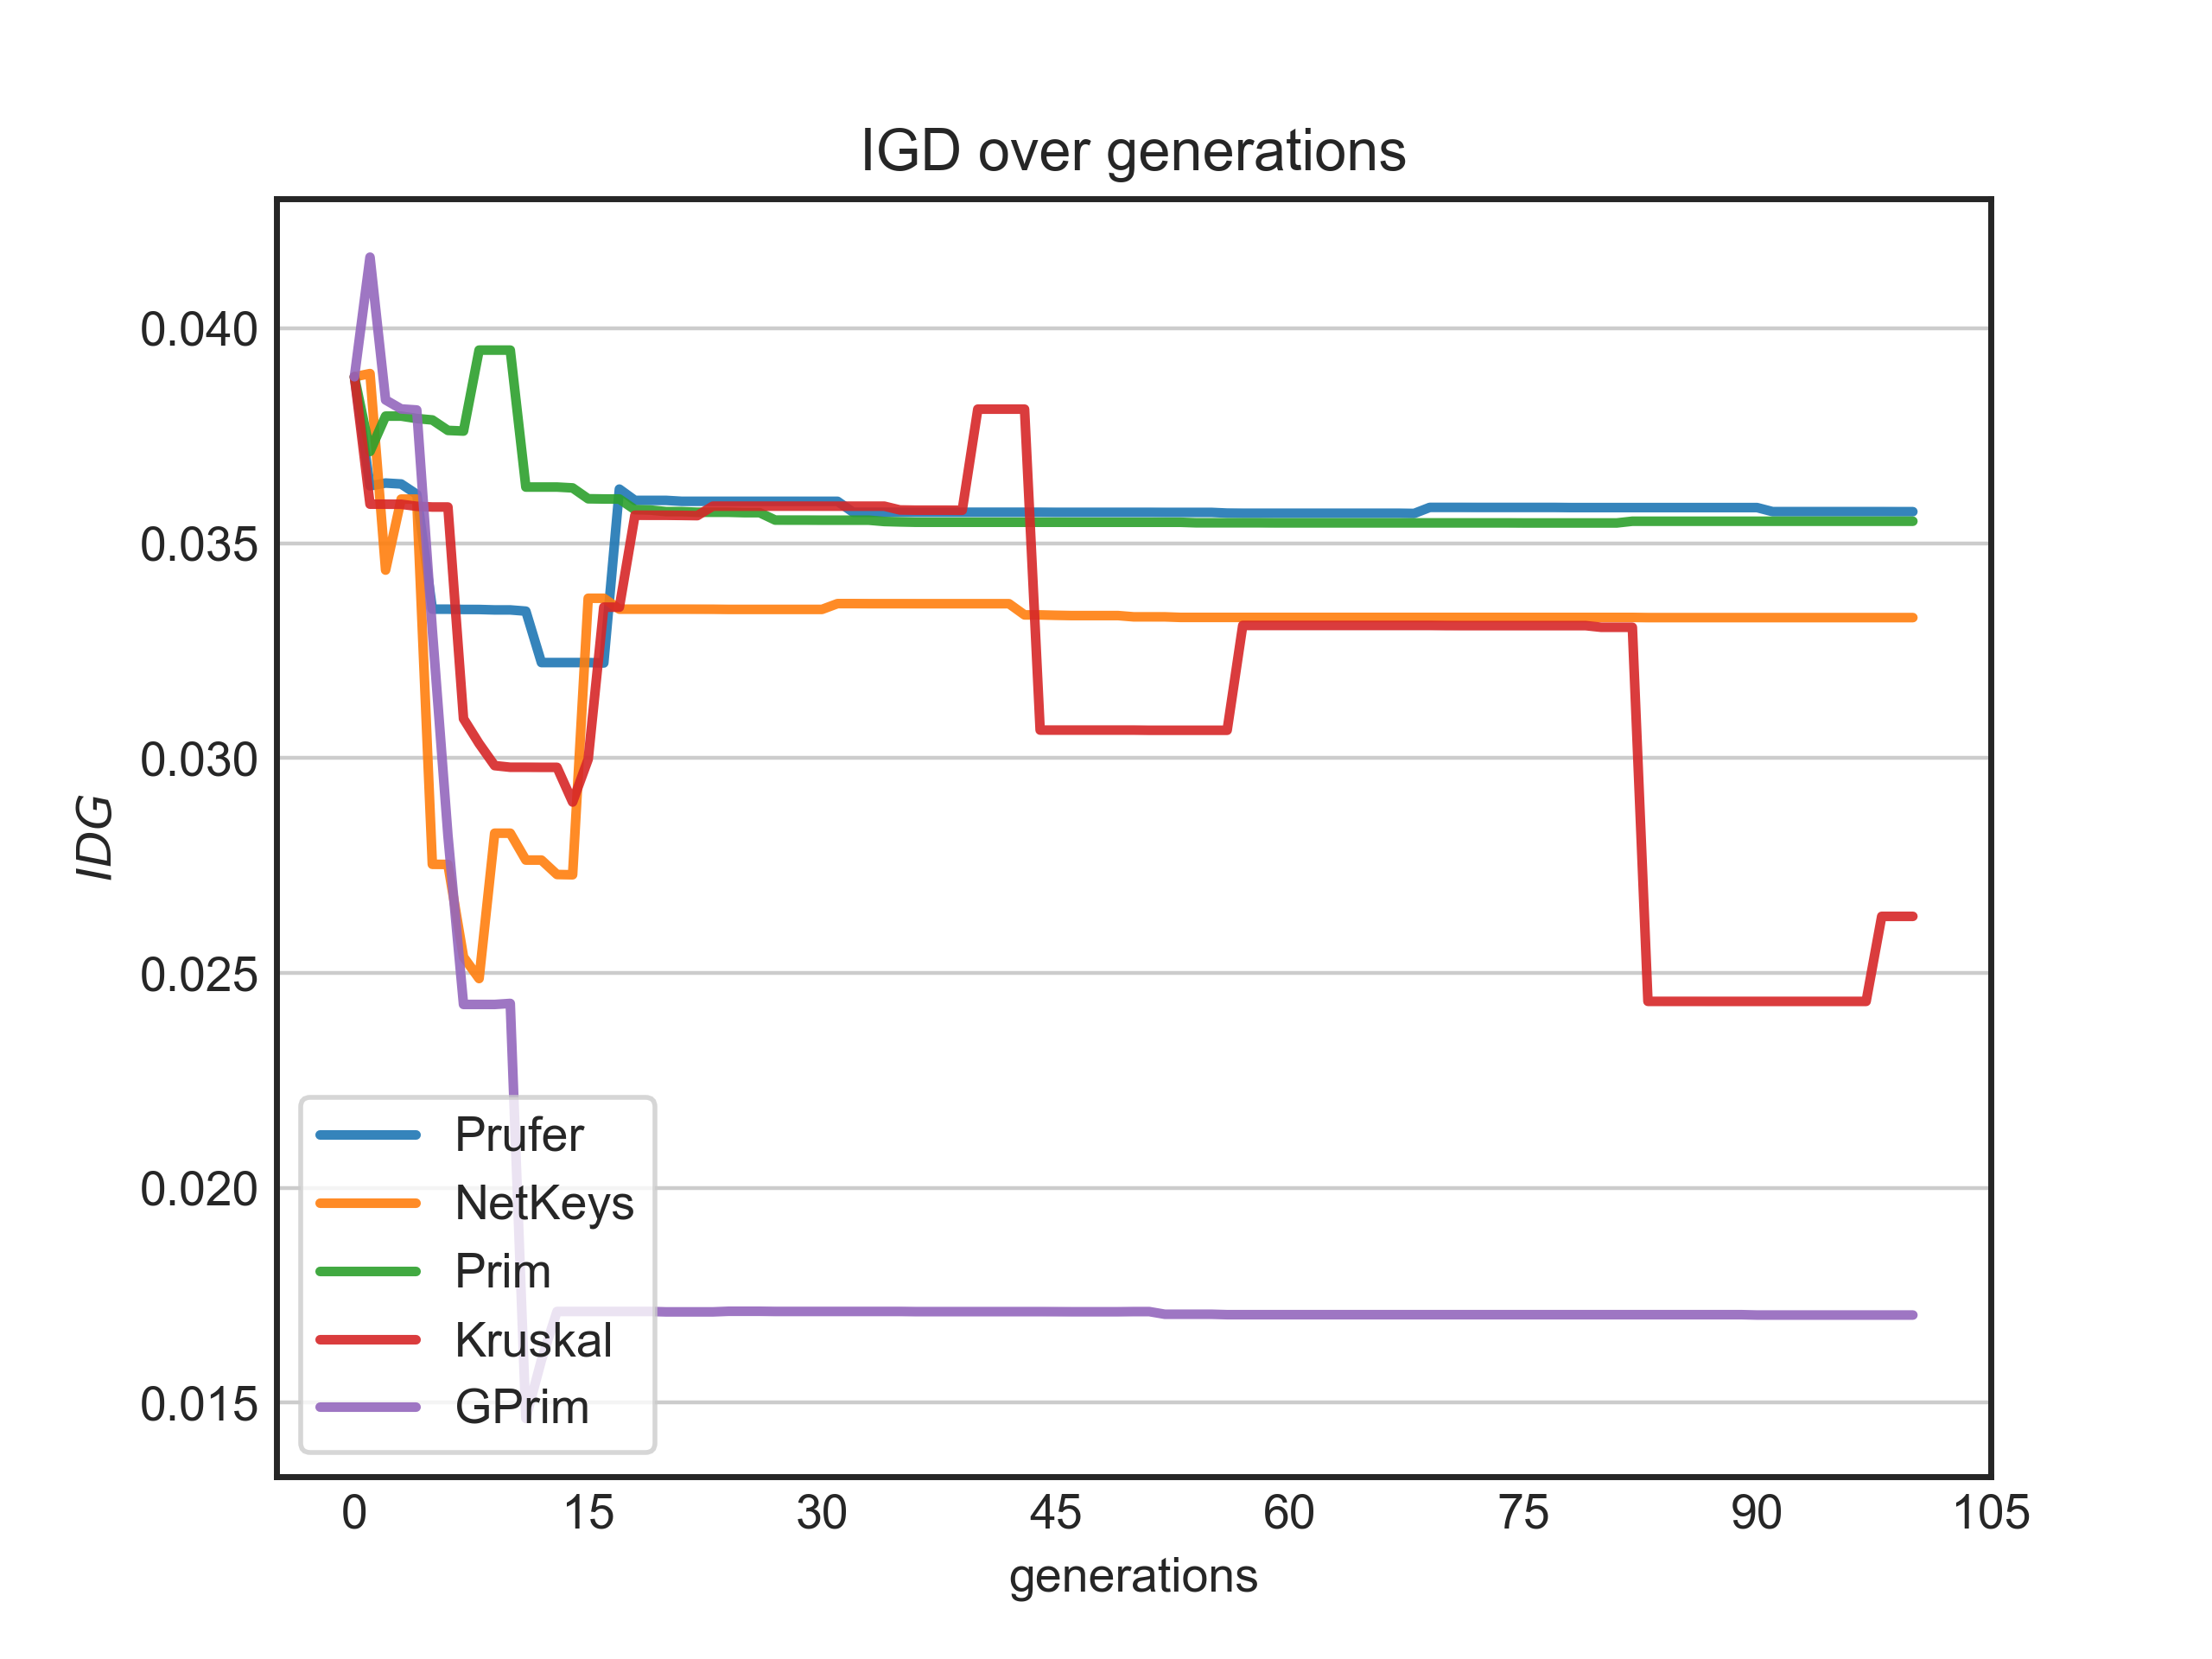 IGD over generations
IDG
0.040
0.035
0.030
0.025
0.020
0.015
Prufer
NetKeys
Prim
Kruskal
GPrim
0 15 30 45 60 75 90 105
generations